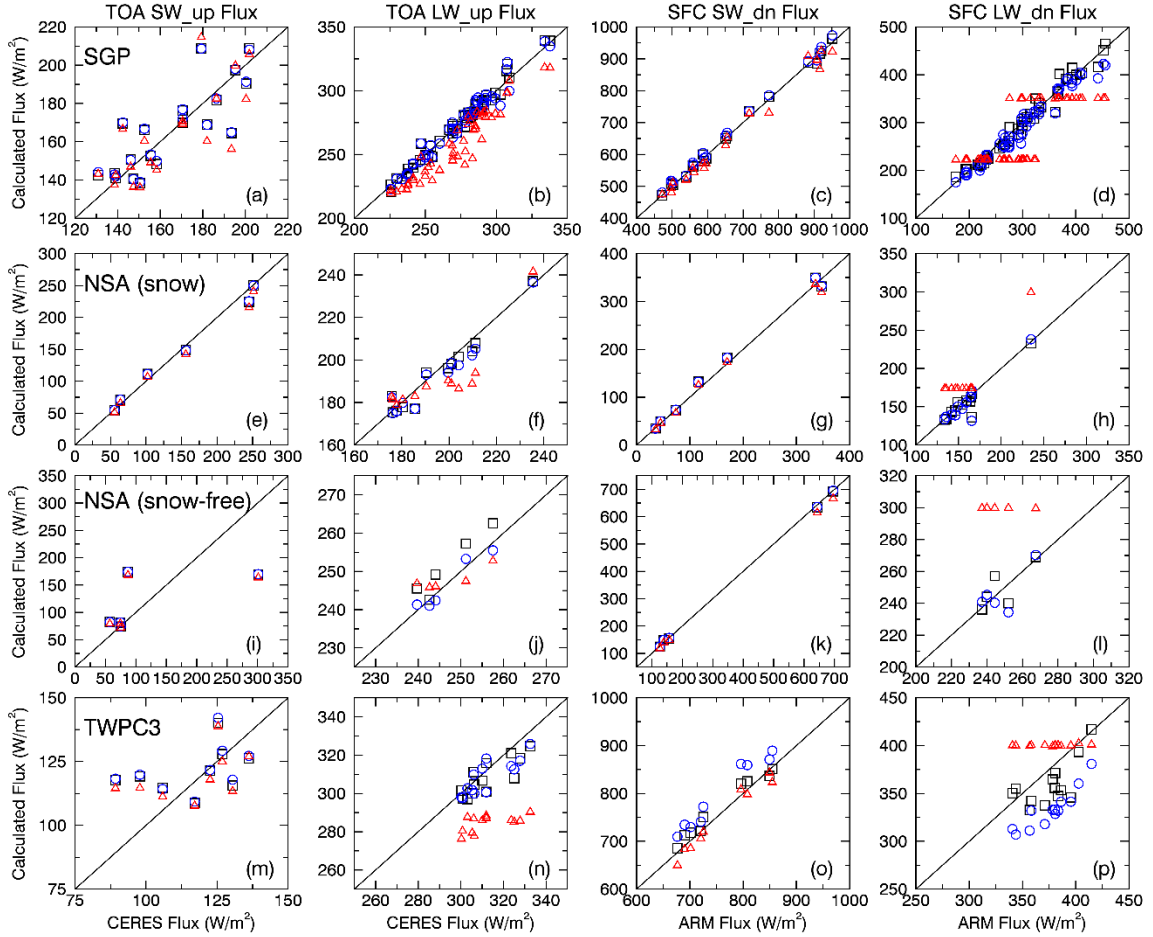 TOA SW_up Flux TOA LW_up Flux SFC SW_dn Flux SFC LW_dn Flux
Calculated Flux (W/m²)
220
210
200
190
180
170
160
150
140
130
120
SGP
(a)
120 140 160 180 200 220
350
300
250
200
(b)
200 225 250 275 300 325 350
1000
900
800
700
600
500
400
(c)
400 500 600 700 800 900 1000
500
400
300
200
100
(d)
100 200 300 400 500
Calculated Flux (W/m²)
300
250
200
150
100
50
0
NSA (snow)
(e)
0 50 100 150 200 250 300
240
220
200
180
160
(f)
160 180 200 220 240
400
300
200
100
0
(g)
0 100 200 300 400
350
300
250
200
150
100
(h)
100 150 200 250 300 350
Calculated Flux (W/m²)
350
300
250
200
150
100
50
0
NSA (snow-free)
(i)
0 50 100 150 200 250 300 350
270
260
250
240
230
(j)
230 240 250 260 270
700
600
500
400
300
200
100
(k)
100 200 300 400 500 600 700
320
300
280
260
240
220
200
(l)
200 220 240 260 280 300 320
Calculated Flux (W/m²)
150
125
100
75
TWPC3
(m)
75 100 125 150
CERES Flux (W/m²)
320
300
280
260
(n)
260 280 300 320
CERES Flux (W/m²)
1000
900
800
700
600
(o)
600 700 800 900 1000
ARM Flux (W/m²)
450
400
350
300
250
(p)
250 300 350 400 450
ARM Flux (W/m²)